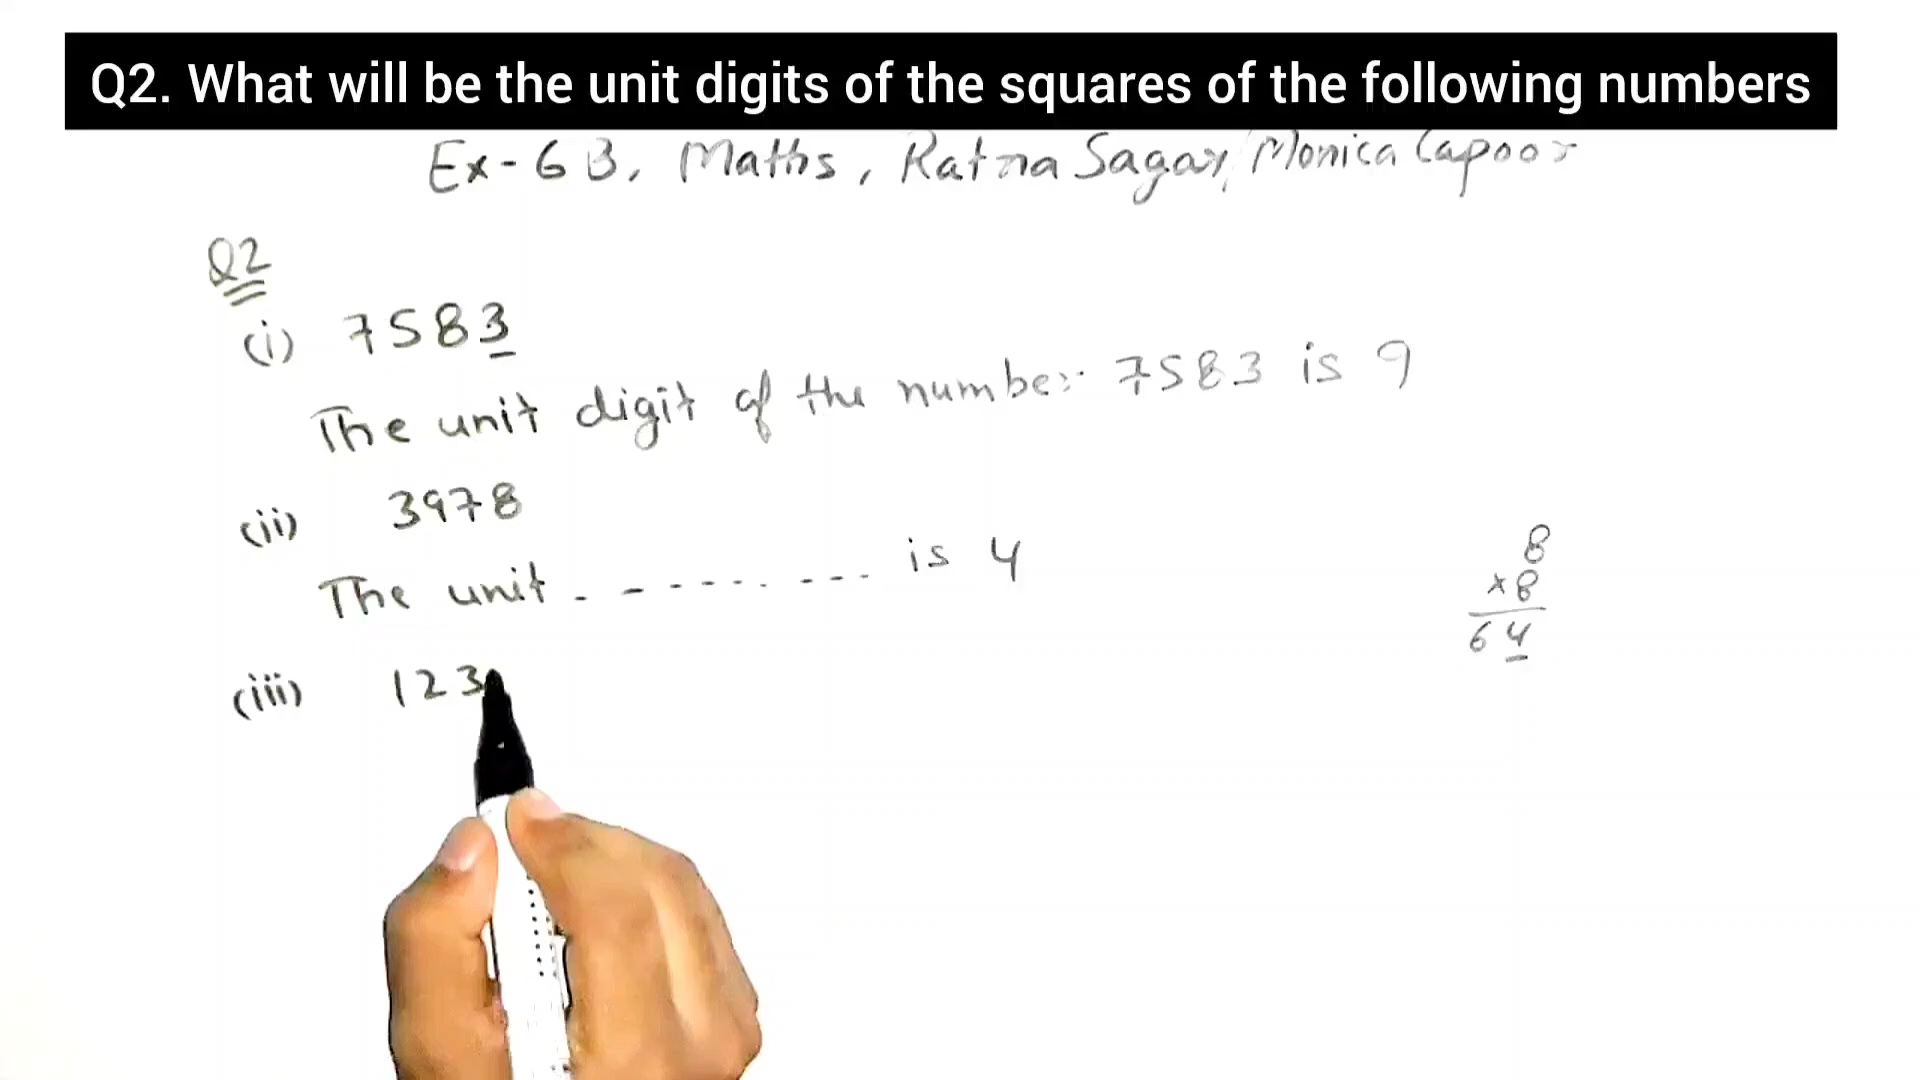 Q2. What will be the unit digits of the squares of the following numbers
Ex-6B, Maths, Ratna Sagar/Monica Capoor
Q2
(i) 7583
The unit digit of the number 7583 is 9
(ii) 3978
The unit - - - - - - - - - is 4
8
×8
64
(iii) 123